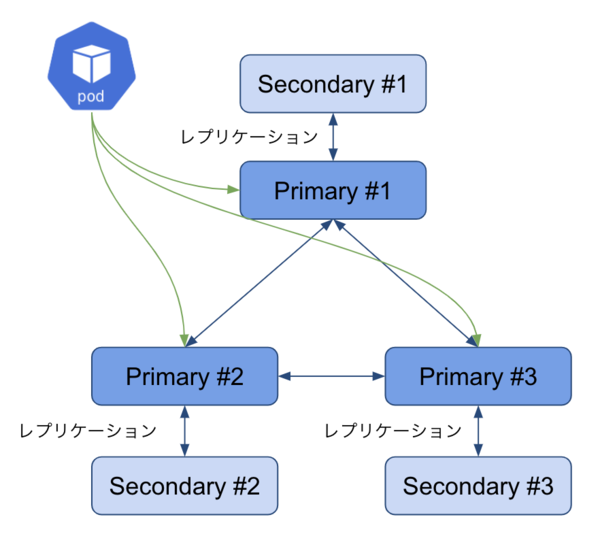 pod
Secondary #1
レプリケーション
Primary #1
Primary #2
Primary #3
レプリケーション
レプリケーション
Secondary #2
Secondary #3